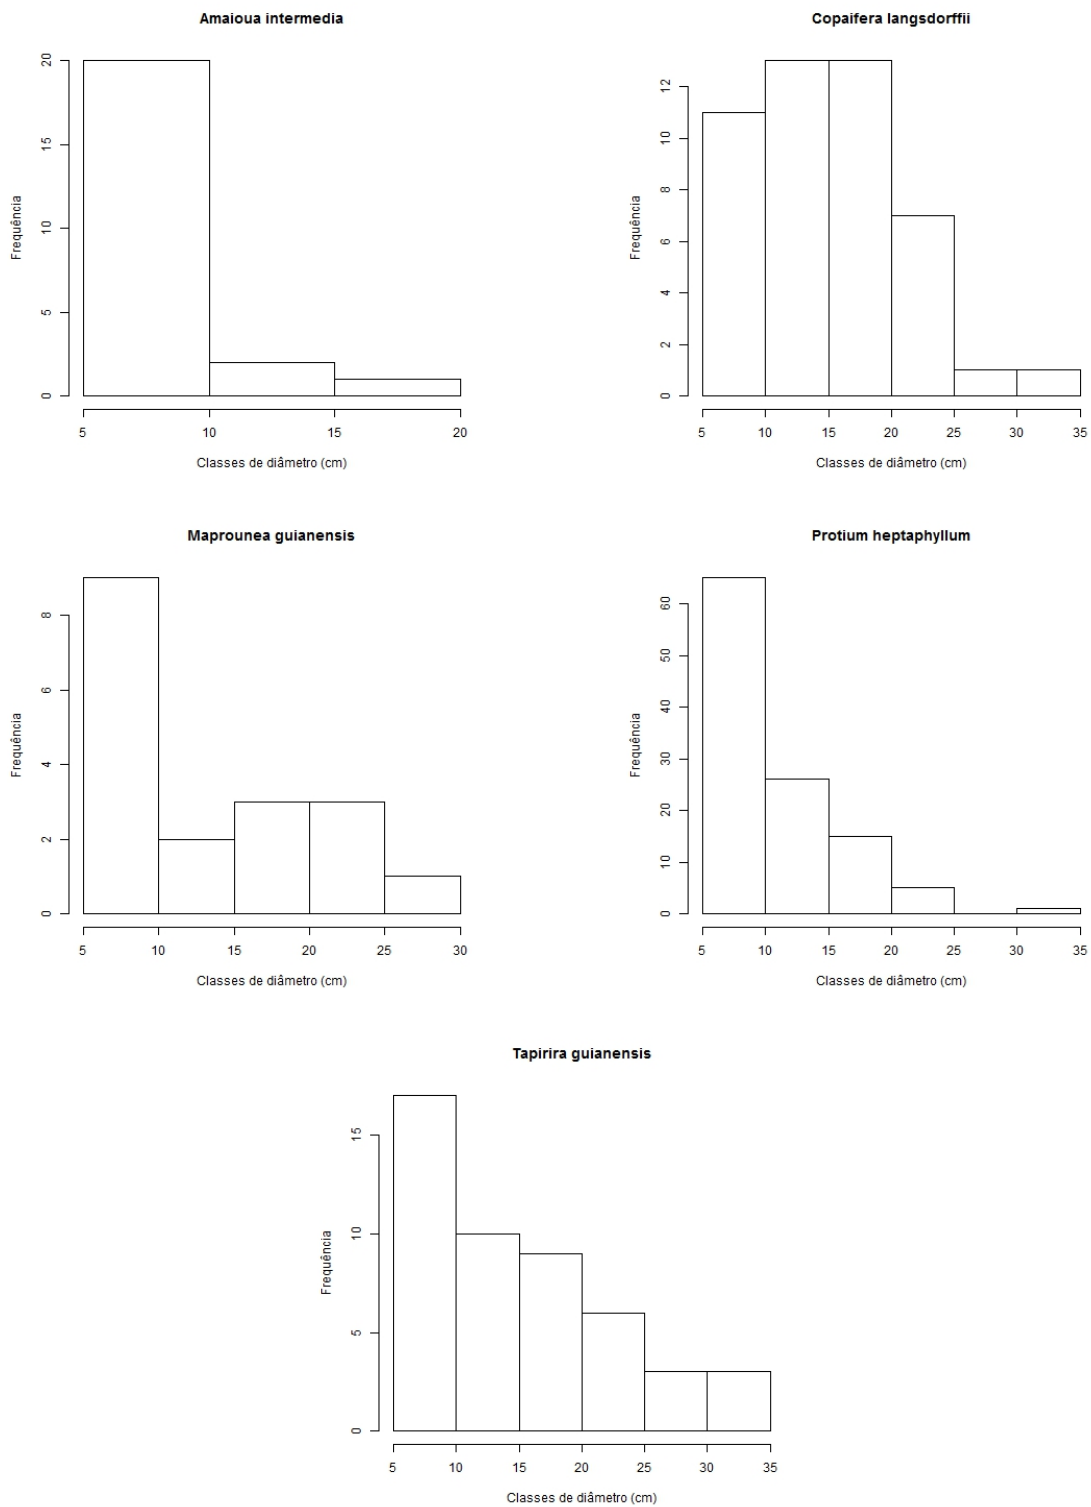 Amaioua intermedia
Frequência
20
15
10
5
0
5 10 15 20
Classes de diâmetro (cm)
Copaifera langsdorffii
Frequência
12
10
8
6
4
2
0
5 10 15 20 25 30 35
Classes de diâmetro (cm)
Maprounea guianensis
Frequência
8
6
4
2
0
5 10 15 20 25 30
Classes de diâmetro (cm)
Protium heptaphyllum
Frequência
60
50
40
30
20
10
0
5 10 15 20 25 30 35
Classes de diâmetro (cm)
Tapirira guianensis
Frequência
15
10
5
0
5 10 15 20 25 30 35
Classes de diâmetro (cm)